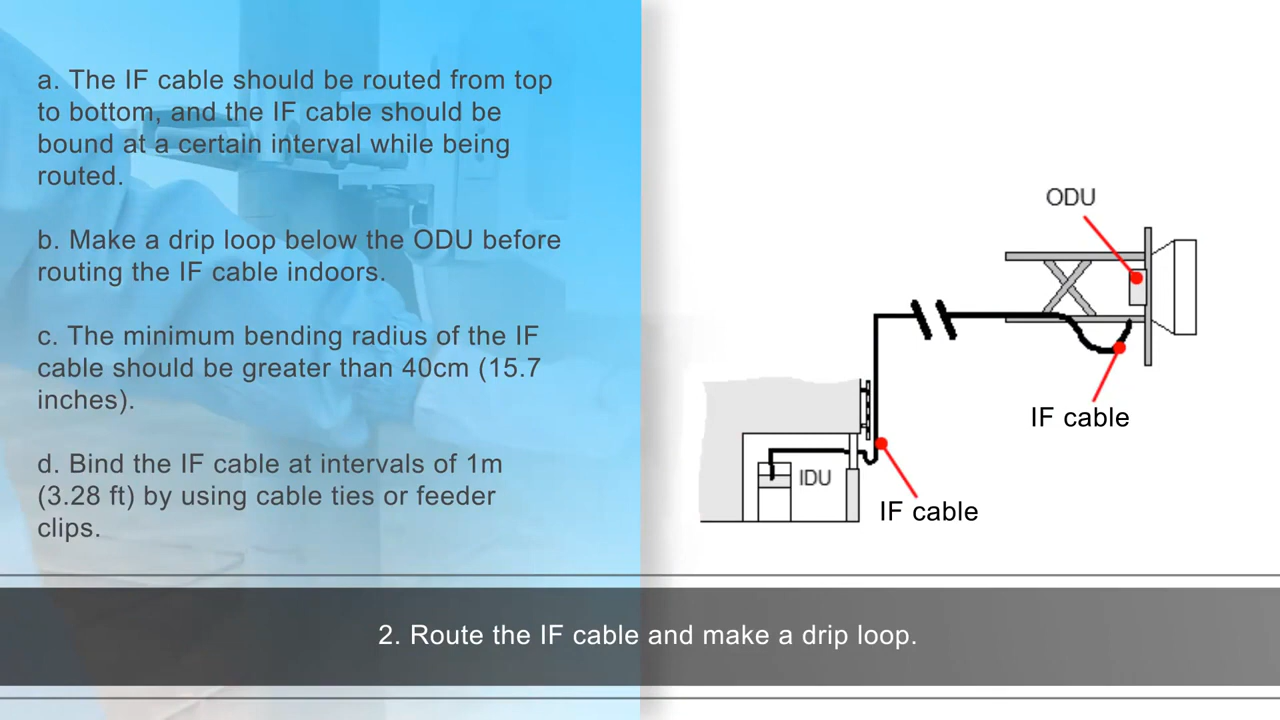 a. The IF cable should be routed from top
to bottom, and the IF cable should be
bound at a certain interval while being
routed.
b. Make a drip loop below the ODU before
routing the IF cable indoors.
c. The minimum bending radius of the IF
cable should be greater than 40cm (15.7
inches).
d. Bind the IF cable at intervals of 1m
(3.28 ft) by using cable ties or feeder
clips.
ODU
IF cable
IDU
IF cable
2. Route the IF cable and make a drip loop.